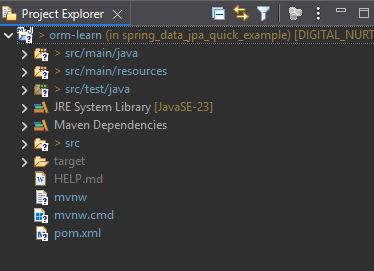 Project Explorer
> orm-learn (in spring_data_jpa_quick_example) [DIGITAL_NURT
> src/main/java
> src/main/resources
> src/test/java
JRE System Library [JavaSE-23]
Maven Dependencies
> src
target
HELP.md
mvnw
mvnw.cmd
pom.xml